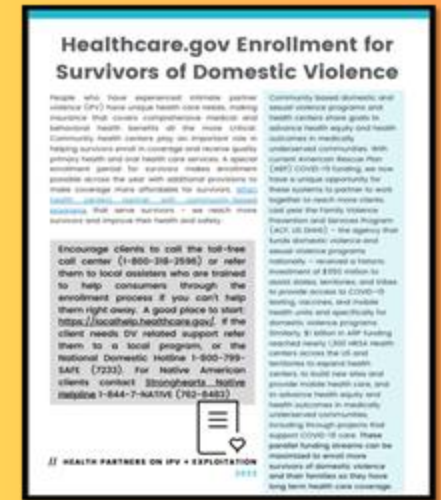 Healthcare.gov Enrollment for
Survivors of Domestic Violence
People who have experienced intimate partner
violence (IPV) have unique health care needs, making
insurance that covers comprehensive medical and
behavioral health benefits all the more critical.
Community health centers play an important role in
helping survivors enroll in coverage and receive quality
primary health and oral health care services. A special
enrollment period for survivors makes enrollment
possible across the year with additional provisions to
make coverage more affordable for survivors. When
health centers partner with community-based
programs that serve survivors - we reach more
survivors and improve their health and safety.
Encourage clients to call the toll-free
call center (1-800-318-2596) or refer
them to local assisters who are trained
to help consumers through the
enrollment process if you can't help
them right away. A good place to start:
https://localhelp.healthcare.gov/. If the
client needs DV related support refer
them to a local program, or the
National Domestic Hotline 1-800-799-
SAFE (7233). For Native American
clients contact Stronghearts Native
Helpline 1-844-7-NATIVE (762-8483)
// HEALTH PARTNERS ON IPV + EXPLOITATION
Community based domestic and
sexual violence programs and
health centers share goals to
advance health equity and health
outcomes in medically
underserved communities. With
current American Rescue Plan
(ARP) COVID-19 funding, we now
have a unique opportunity for
these systems to partner to work
together to reach more clients.
Last year the Family Violence
Prevention and Services Program
(ACF, US DHHS) - the agency that
funds domestic violence and
sexual violence programs
nationally - received a historic
investment of
assist states, territories, and tribes
to provide access to COVID-19
testing, vaccines, and mobile
health units and specifically for
domestic violence programs.
Similarly, $1 billion in ARP funding
reached nearly 1,300 HRSA Health
centers across the US and
territories to expand health
centers, to build new sites and
provide mobile health care, and
to advance health equity and
health outcomes in medically
underserved communities,
including through projects that
support COVID-19 care. These
parallel funding streams can be
maximized to enroll more
survivors of domestic violence
and their families so they have
long term health care coverage.